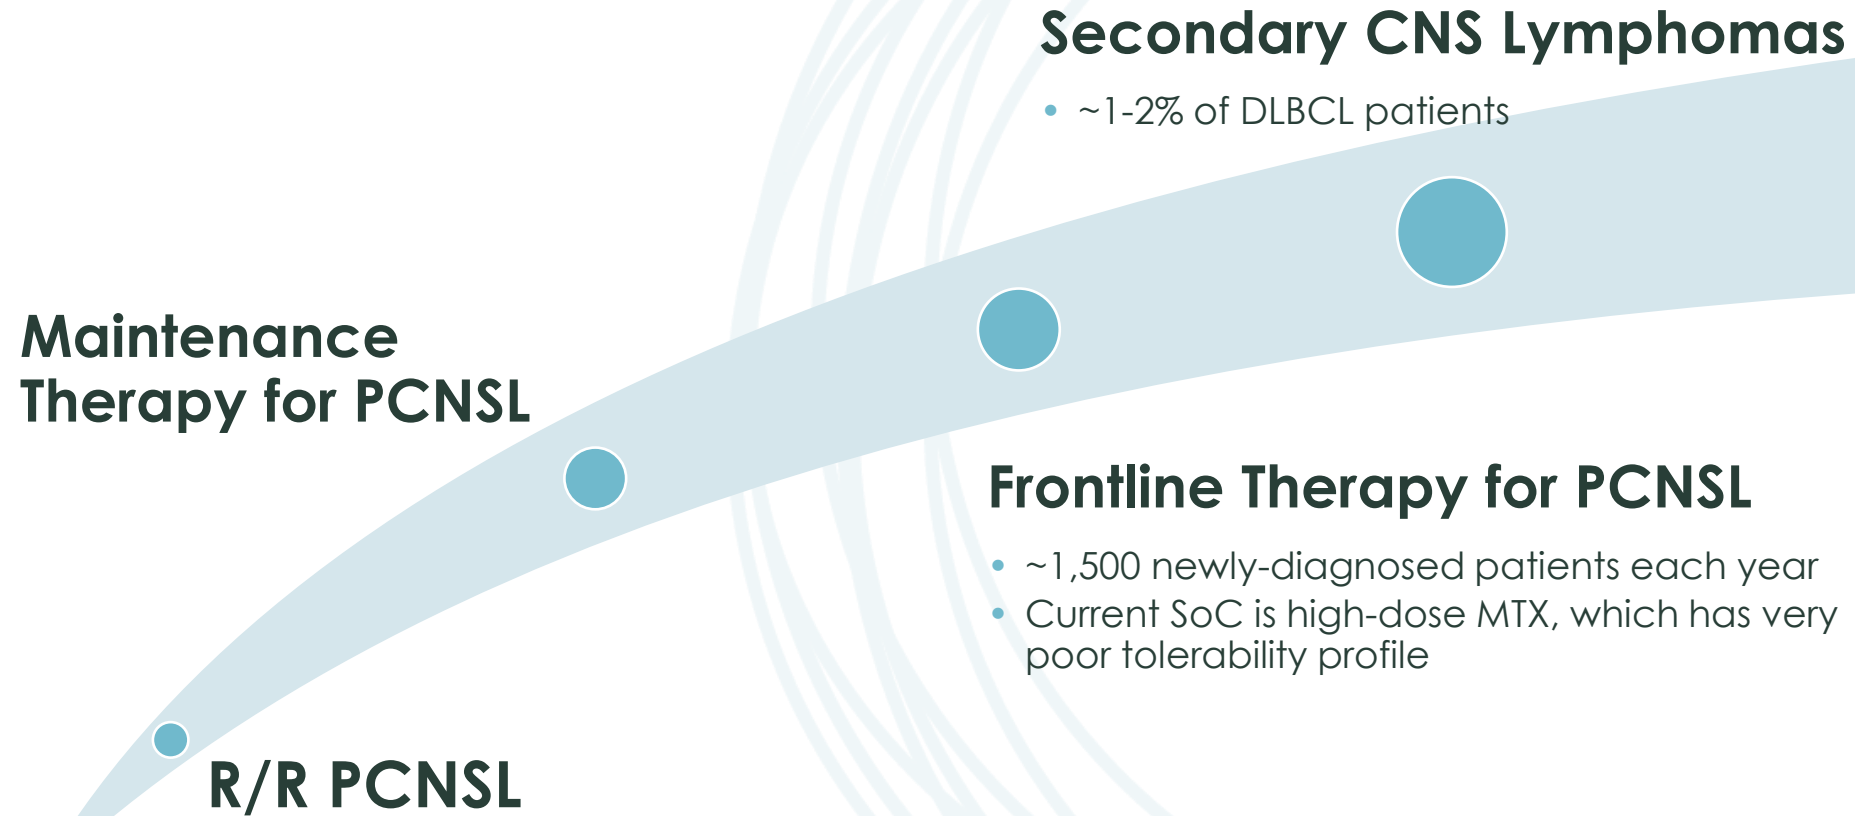 Secondary CNS Lymphomas
• ~1-2% of DLBCL patients
Maintenance
Therapy for PCNSL
Frontline Therapy for PCNSL
• ~1,500 newly-diagnosed patients each year
• Current SoC is high-dose MTX, which has very
poor tolerability profile
R/R PCNSL